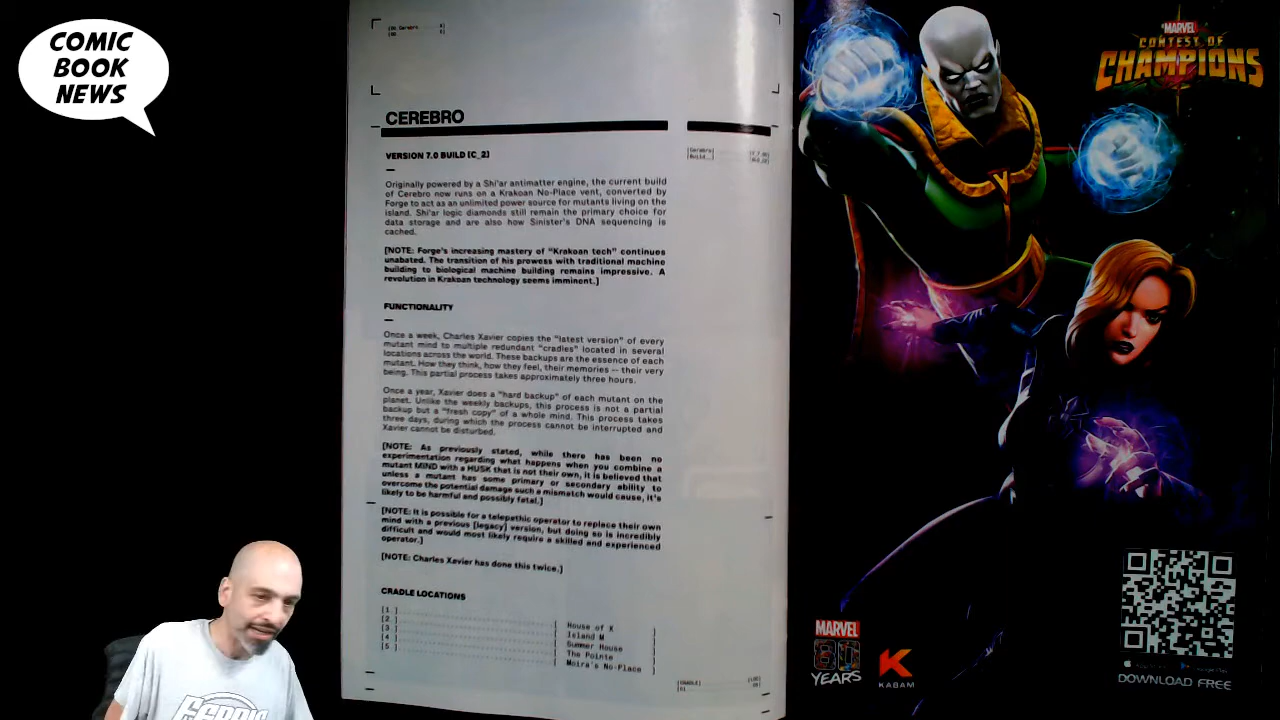 COMIC
BOOK
NEWS
CEREBRO
VERSION 7.0 BUILD [C_2]
Originally powered by a Shi'ar antimatter engine, the current build
of Cerebro now runs on a Krakoan No-Place vent, converted by
Forge to act as an unlimited power source for mutants living on the
island. Shi'ar logic diamonds still remain the primary choice for
data storage and are also how Sinister's DNA sequencing is
cached.
[NOTE: Forge's increasing mastery of "Krakoan tech" continues
unabated. The transition of his prowess with traditional machine
building to biological machine building remains impressive. A
revolution in Krakoan technology seems imminent.]
FUNCTIONALITY
Once a week, Charles Xavier copies the "latest version" of every
mutant mind to multiple redundant "cradles" located in several
locations across the world. These backups are the essence of each
mutant. How they think, how they feel, their memories -- their very
being. This partial process takes approximately three hours.
Once a year, Xavier does a "hard backup" of each mutant on the
planet. Unlike the weekly backups, this process is not a partial
backup but a "fresh copy" of a whole mind. This process takes
three days, during which the process cannot be interrupted and
Xavier cannot be disturbed.
[NOTE: As previously stated, while there has been no
experimentation regarding what happens when you combine a
mutant MIND with a HUSK that is not their own, it is believed that
unless a mutant has some primary or secondary ability to
overcome the potential damage such a mismatch would cause, it's
likely to be harmful and possibly fatal.]
[NOTE: It is possible for a telepathic operator to replace their own
mind with a previous [legacy] version, but doing so is incredibly
difficult and would most likely require a skilled and experienced
operator.]
[NOTE: Charles Xavier has done this twice.]
CRADLE LOCATIONS
[1] House of X
[2] Island M
[3] Summer House
[4] The Pointe
[5] Moira's No-Place
MARVEL
CONTEST OF
CHAMPIONS
MARVEL
80
YEARS
KABAM
DOWNLOAD FREE